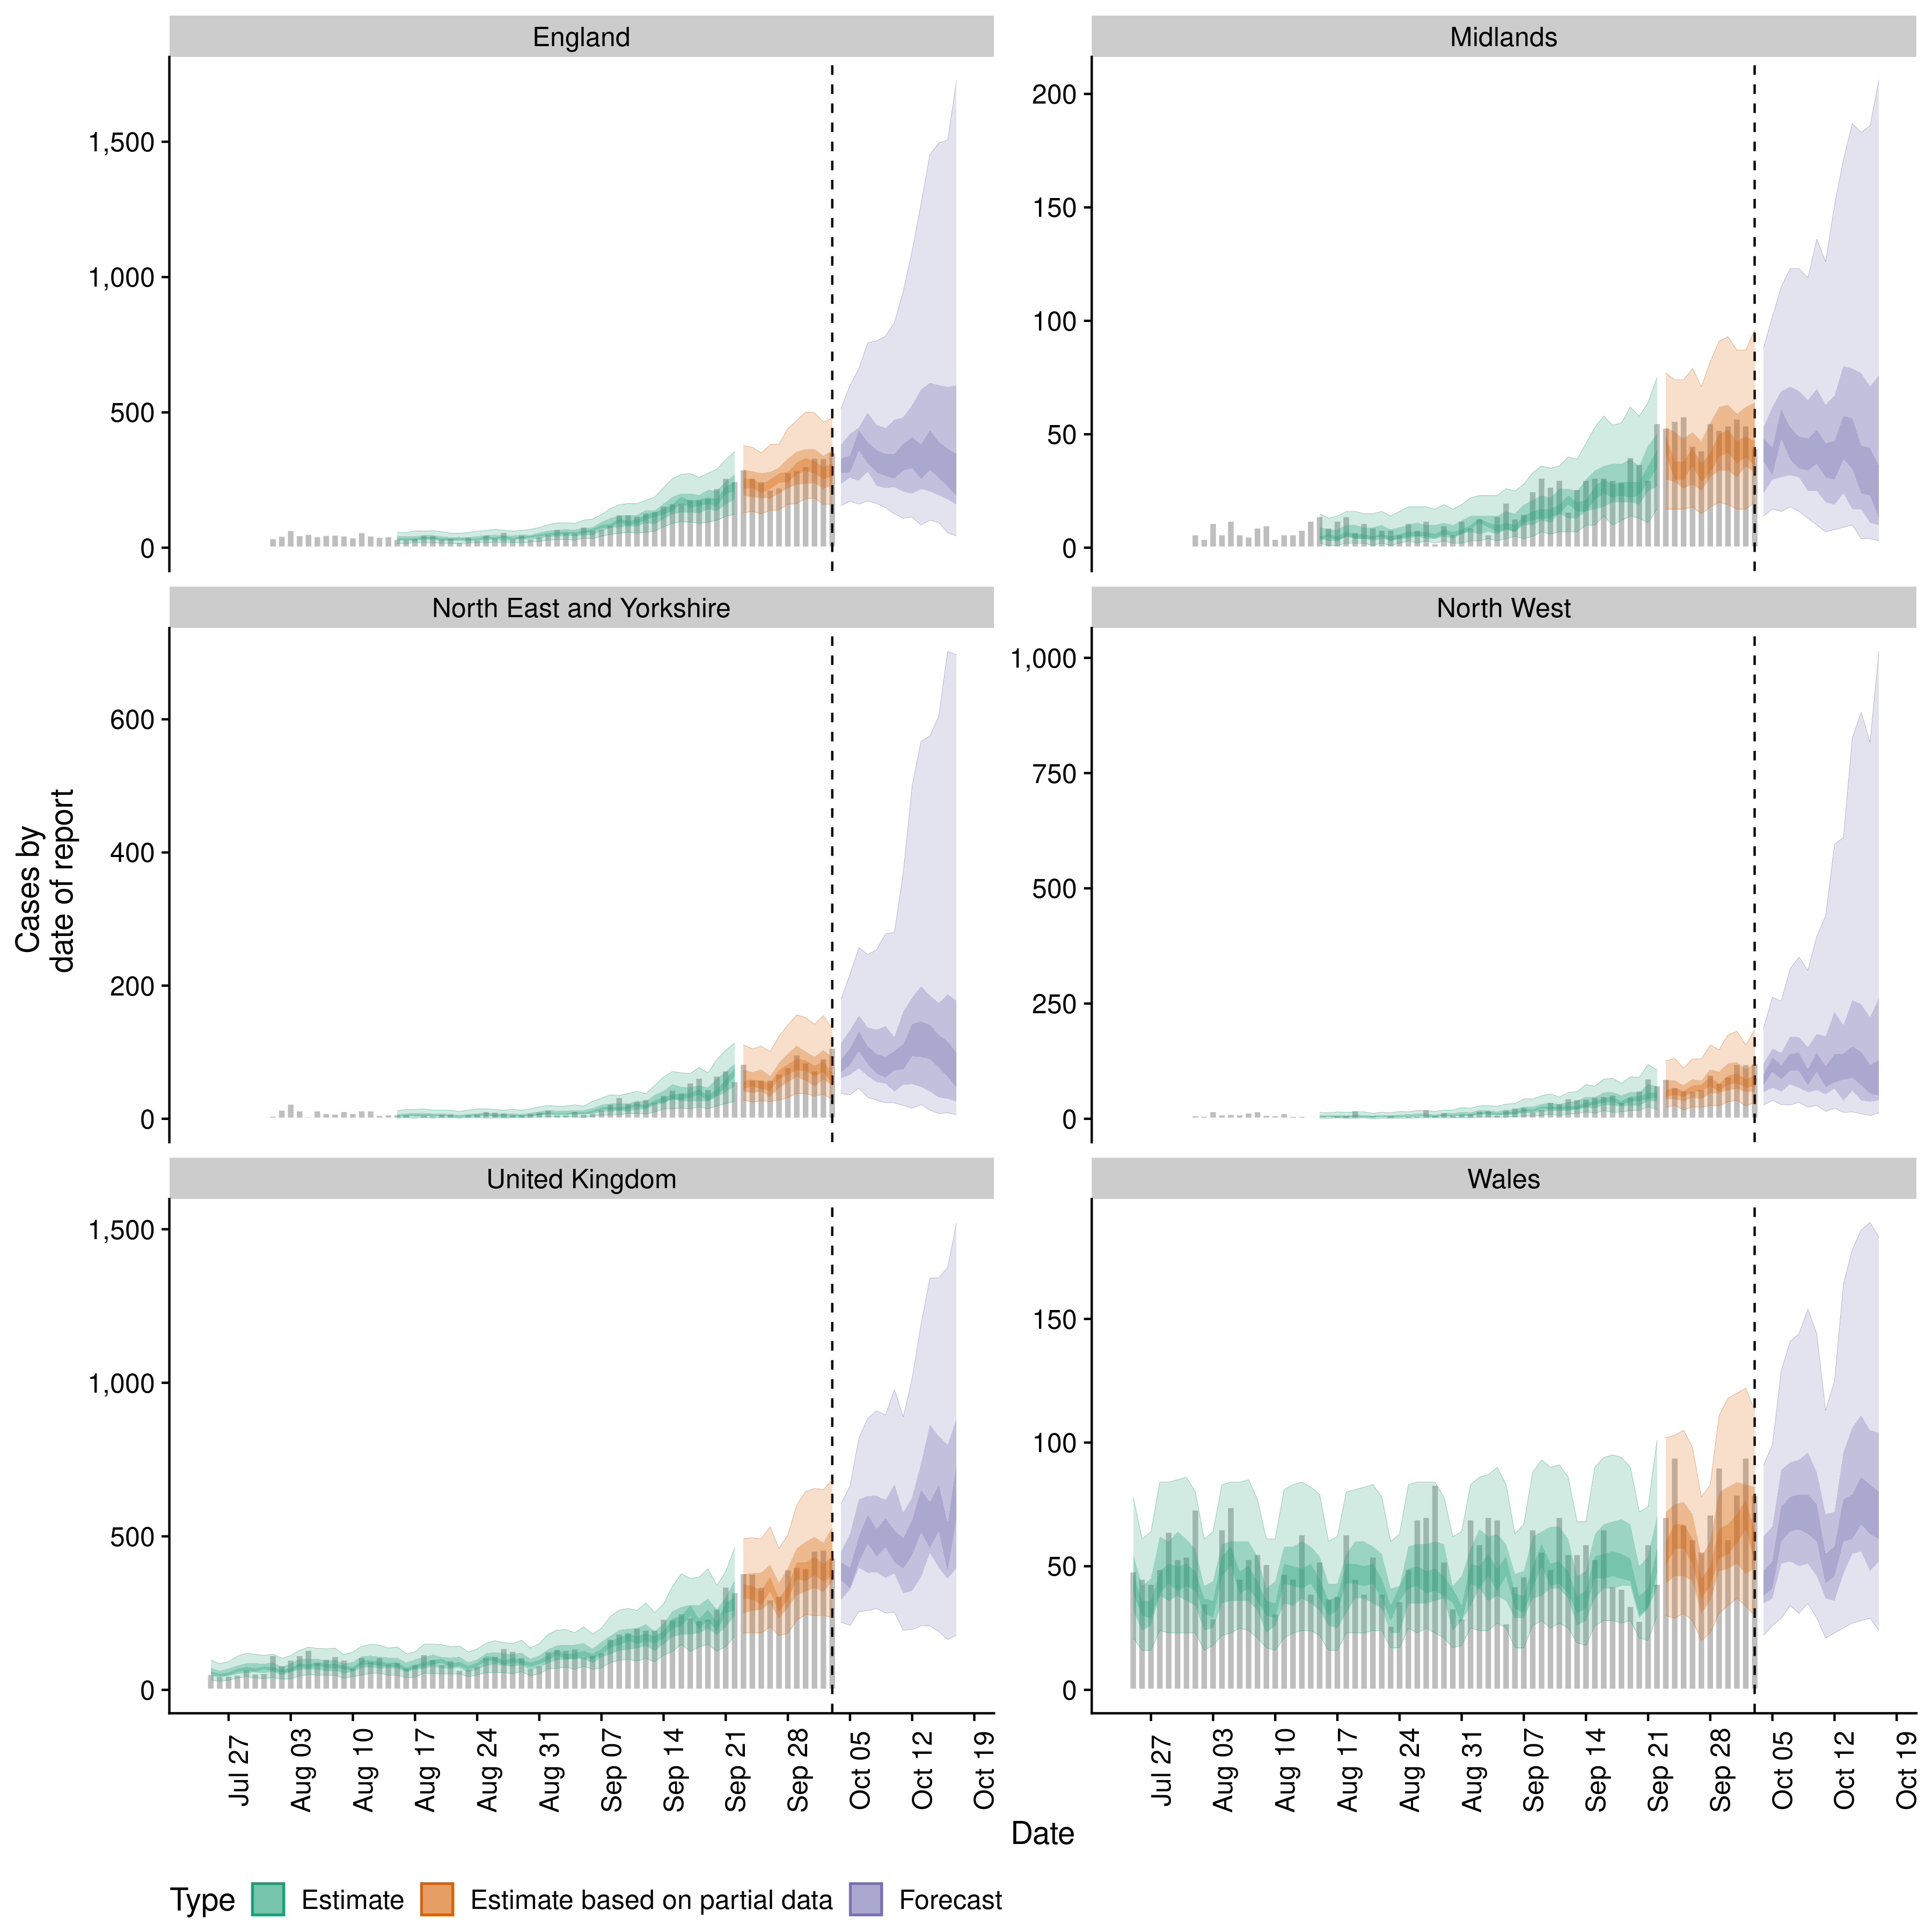 England
Midlands
1,500
1,000
500
0
200
150
100
50
0
North East and Yorkshire
North West
600
400
200
0
1,000
750
500
250
0
Cases by
date of report
United Kingdom
Wales
1,500
1,000
500
0
150
100
50
0
Jul 27
Aug 03
Aug 10
Aug 17
Aug 24
Aug 31
Sep 07
Sep 14
Sep 21
Sep 28
Oct 05
Oct 12
Oct 19
Jul 27
Aug 03
Aug 10
Aug 17
Aug 24
Aug 31
Sep 07
Sep 14
Sep 21
Sep 28
Oct 05
Oct 12
Oct 19
Date
Type Estimate Estimate based on partial data Forecast